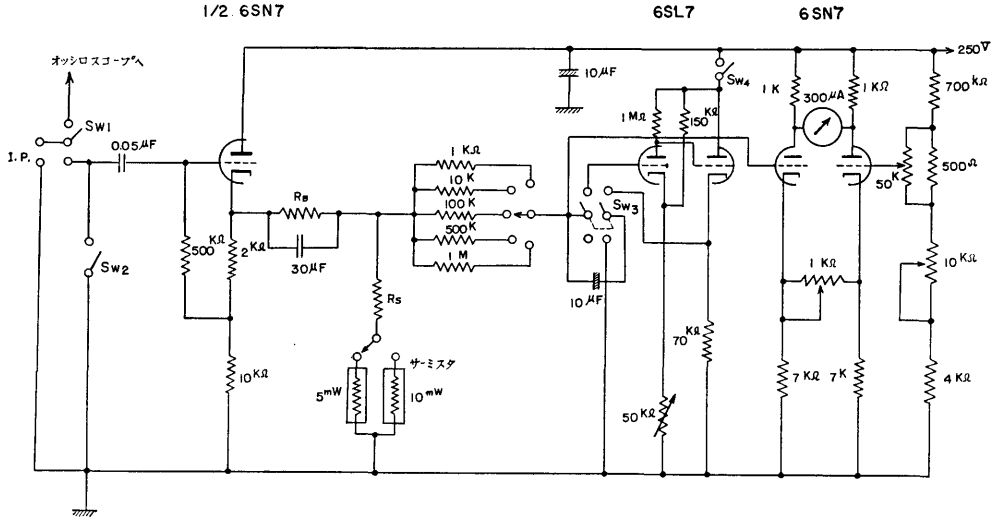 1/2 6SN7
6SL7
6SN7
250V
オッシロスコープへ
10μF
SW4
1K
300μA
1KΩ
700KΩ
SW1
1MΩ
150KΩ
0.05μF
I.P.
1KΩ
10K
100K
500K
1M
RB
30μF
SW3
50K
500Ω
500KΩ
2KΩ
SW2
10μF
1KΩ
10KΩ
RS
70KΩ
サーミスタ
10KΩ
5mW
10mW
50KΩ
7KΩ
7K
4KΩ